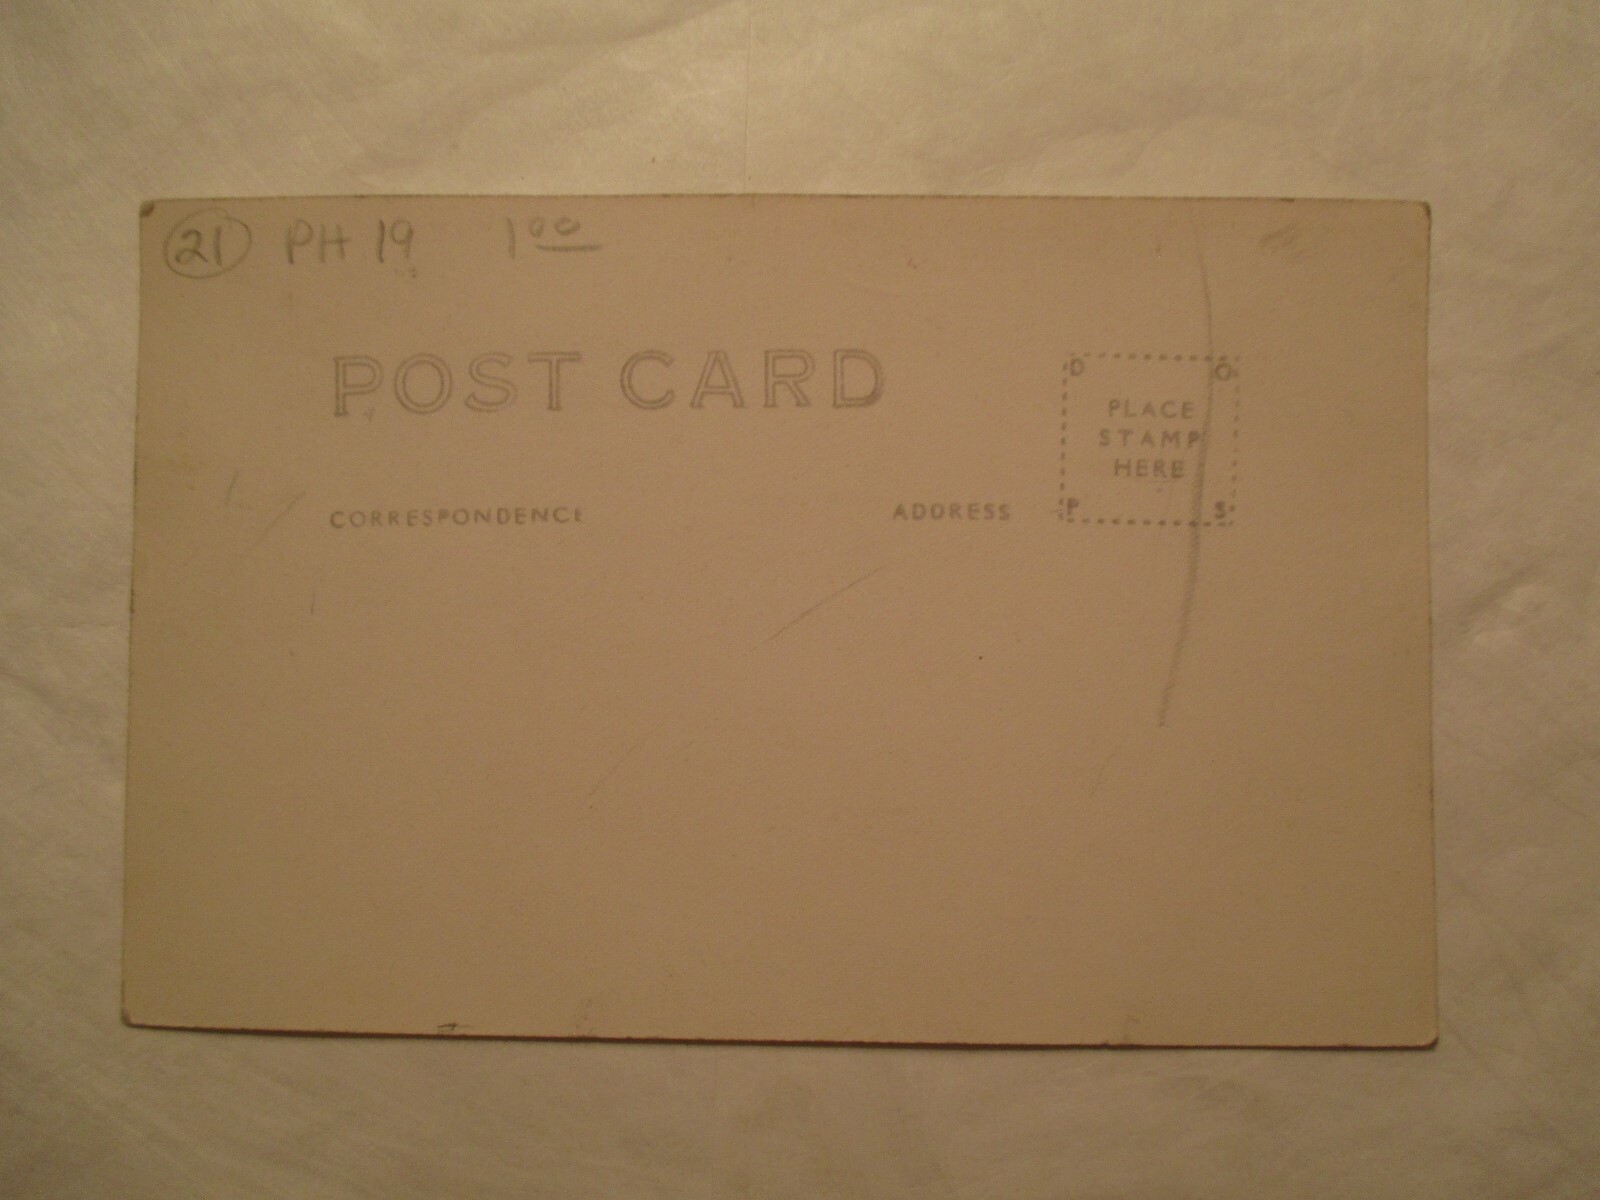 21 PH 19 1.00
POST CARD
D O
PLACE
STAMP
HERE
P S
CORRESPONDENCE
ADDRESS